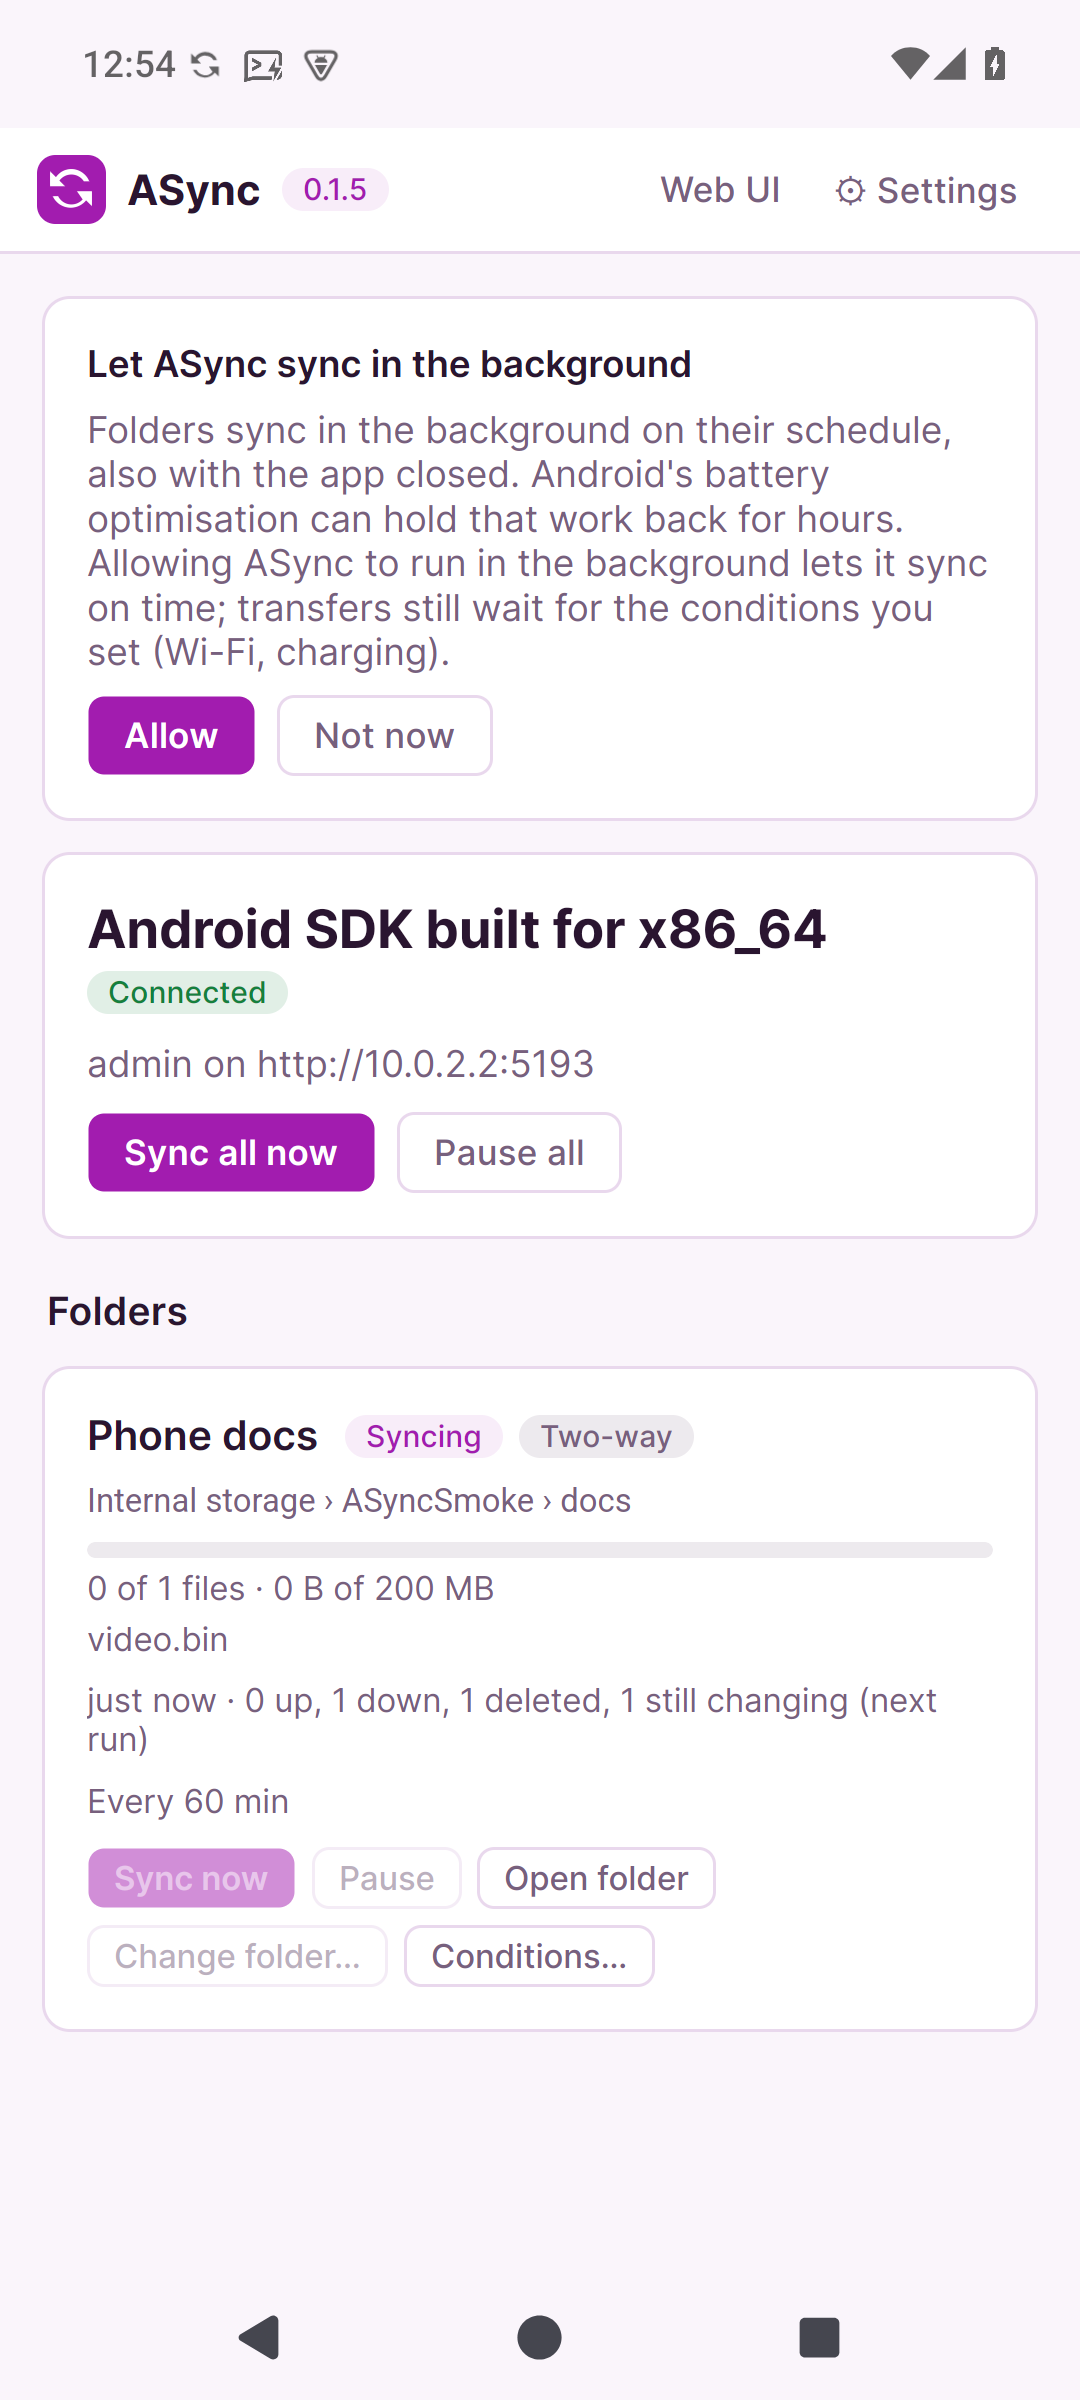 12:54
ASync
0.1.5
Web UI
Settings
Let ASync sync in the background
Folders sync in the background on their schedule,
also with the app closed. Android's battery
optimisation can hold that work back for hours.
Allowing ASync to run in the background lets it sync
on time; transfers still wait for the conditions you
set (Wi-Fi, charging).
Allow
Not now
Android SDK built for x86_64
Connected
admin on http://10.0.2.2:5193
Sync all now
Pause all
Folders
Phone docs
Syncing
Two-way
Internal storage › ASyncSmoke › docs
0 of 1 files · 0 B of 200 MB
video.bin
just now · 0 up, 1 down, 1 deleted, 1 still changing (next
run)
Every 60 min
Sync now
Pause
Open folder
Change folder...
Conditions...